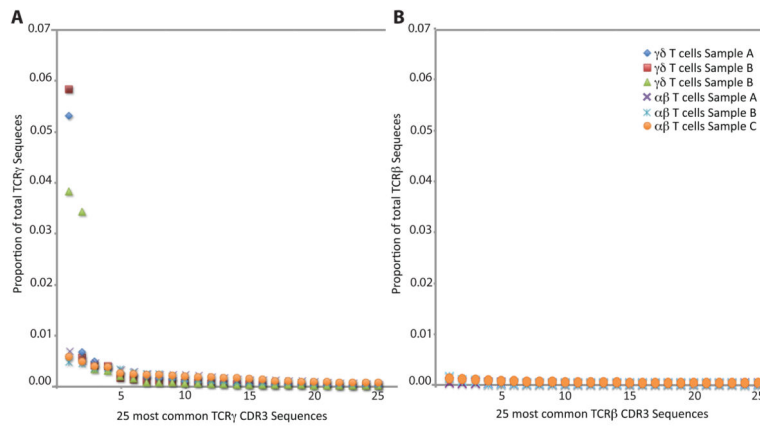 A
0.07
0.06
0.05
0.04
0.03
0.02
0.01
0.00
Proportion of total TCRγ Sequeces
5
10
15
20
25
25 most common TCRγ CDR3 Sequences
B
0.07
0.06
0.05
0.04
0.03
0.02
0.01
0.00
Proportion of total TCRβ Sequeces
γδ T cells Sample A
γδ T cells Sample B
γδ T cells Sample B
αβ T cells Sample A
αβ T cells Sample B
αβ T cells Sample C
5
10
15
20
25
25 most common TCRβ CDR3 Sequences